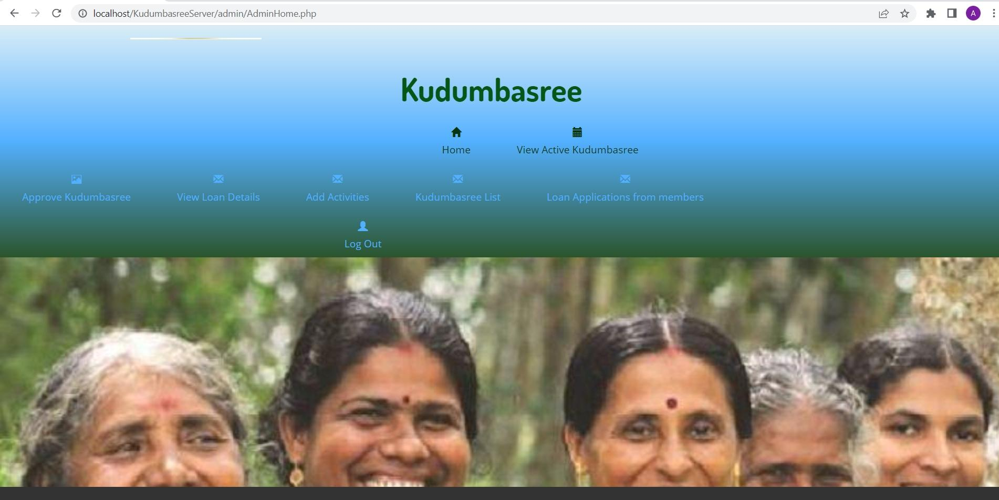 localhost/KudumbasreeServer/admin/AdminHome.php
A
Kudumbasree
Home View Active Kudumbasree
Approve Kudumbasree View Loan Details Add Activities Kudumbasree List Loan Applications from members
Log Out